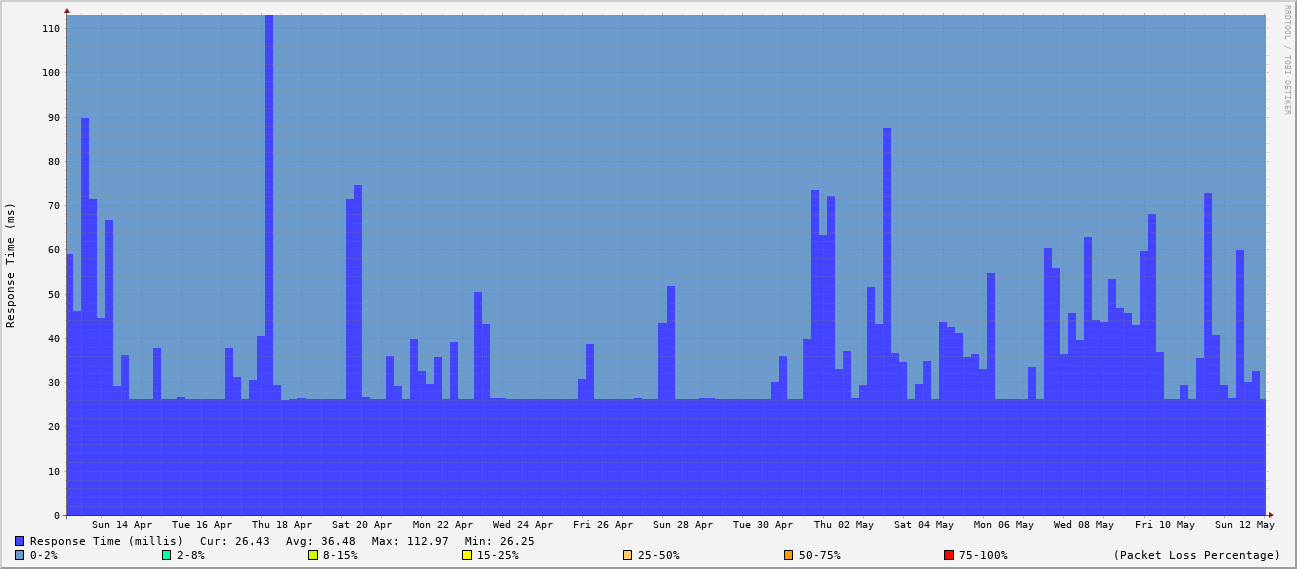 RRDTOOL / TOBI OETIKER
Response Time (ms)
110
100
90
80
70
60
50
40
30
20
10
0
Sun 14 Apr Tue 16 Apr Thu 18 Apr Sat 20 Apr Mon 22 Apr Wed 24 Apr Fri 26 Apr Sun 28 Apr Tue 30 Apr Thu 02 May Sat 04 May Mon 06 May Wed 08 May Fri 10 May Sun 12 May
Response Time (millis) Cur: 26.43 Avg: 36.48 Max: 112.97 Min: 26.25
0-2% 2-8% 8-15% 15-25% 25-50% 50-75% 75-100% (Packet Loss Percentage)